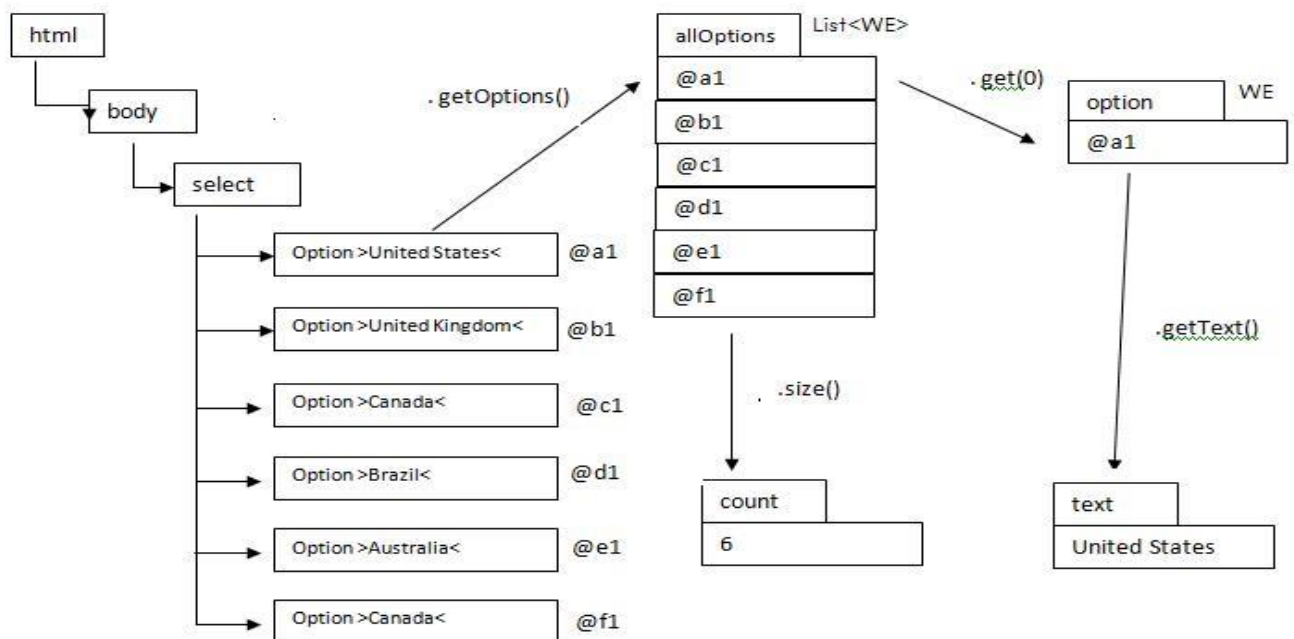 html
body
select
Option >United States<
@a1
Option >United Kingdom<
@b1
Option >Canada<
@c1
Option >Brazil<
@d1
Option >Australia<
@e1
Option >Canada<
@f1
.getOptions()
allOptions
List<WE>
@a1
@b1
@c1
@d1
@e1
@f1
.size()
count
6
.get(0)
option
WE
@a1
.getText()
text
United States